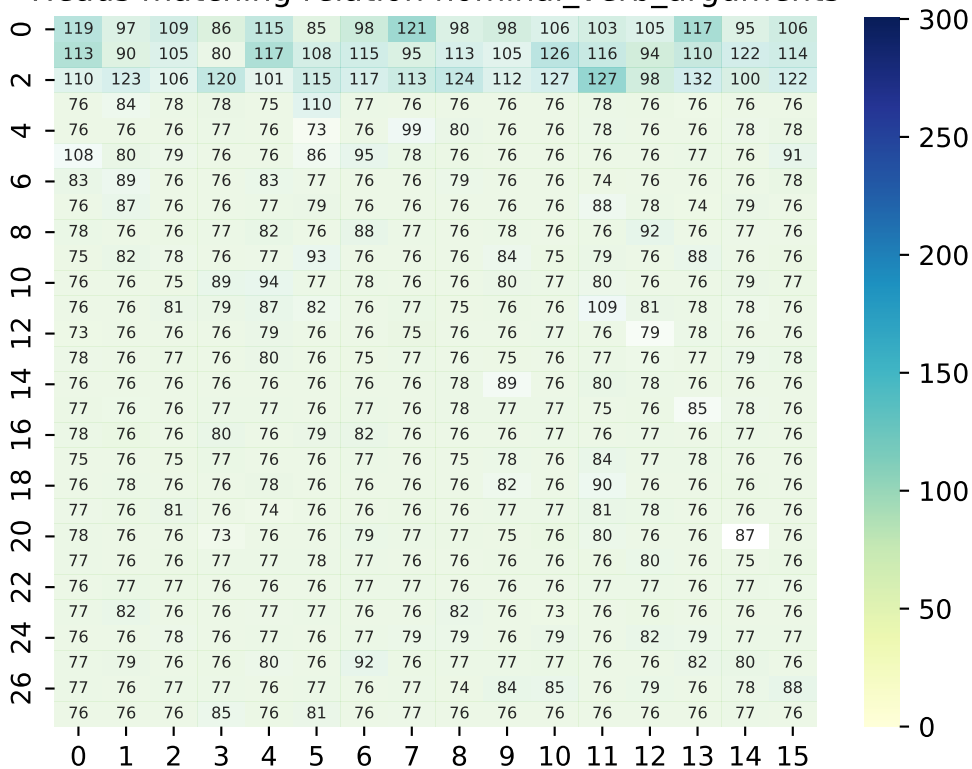 Heads matching relation nominal_verb_arguments
0 119 97 109 86 115 85 98 121 98 98 106 103 105 117 95 106 300
113 90 105 80 117 108 115 95 113 105 126 116 94 110 122 114
2 110 123 106 120 101 115 117 113 124 112 127 127 98 132 100 122
76 84 78 78 75 110 77 76 76 76 76 78 76 76 76 76
4 76 76 76 77 76 73 76 99 80 76 76 78 76 76 78 78 250
108 80 79 76 76 86 95 78 76 76 76 76 76 77 76 91
6 83 89 76 76 83 77 76 76 79 76 76 74 76 76 76 78
76 87 76 76 77 79 76 76 76 76 76 88 78 74 79 76
8 78 76 76 77 82 76 88 77 76 78 76 76 92 76 77 76
75 82 78 76 77 93 76 76 76 84 75 79 76 88 76 76 200
10 76 76 75 89 94 77 78 76 76 80 77 80 76 76 79 77
76 76 81 79 87 82 76 77 75 76 76 109 81 78 78 76
12 73 76 76 76 79 76 76 75 76 76 77 76 79 78 76 76
78 76 77 76 80 76 75 77 76 75 76 77 76 77 79 78
14 76 76 76 76 76 76 76 76 78 89 76 80 78 76 76 76 150
77 76 76 77 77 76 77 76 78 77 77 75 76 85 78 76
16 78 76 76 80 76 79 82 76 76 76 77 76 77 76 77 76
75 76 75 77 76 76 77 76 75 78 76 84 77 78 76 76
18 76 78 76 76 78 76 76 76 76 82 76 90 76 76 76 76 100
77 76 81 76 74 76 76 76 76 77 77 81 78 76 76 76
20 78 76 76 73 76 76 79 77 77 75 76 80 76 76 87 76
77 76 76 77 77 78 77 76 76 76 76 76 80 76 75 76
22 76 77 77 76 76 76 77 77 76 76 76 77 77 76 77 76
77 82 76 76 77 77 76 76 82 76 73 76 76 76 76 76 50
24 76 76 78 76 77 76 77 79 79 76 79 76 82 79 77 77
77 79 76 76 80 76 92 76 77 77 77 76 76 82 80 76
26 77 76 77 77 76 77 76 77 74 84 85 76 79 76 78 88
76 76 76 85 76 81 76 77 76 76 76 76 76 76 77 76 0
0 1 2 3 4 5 6 7 8 9 10 11 12 13 14 15